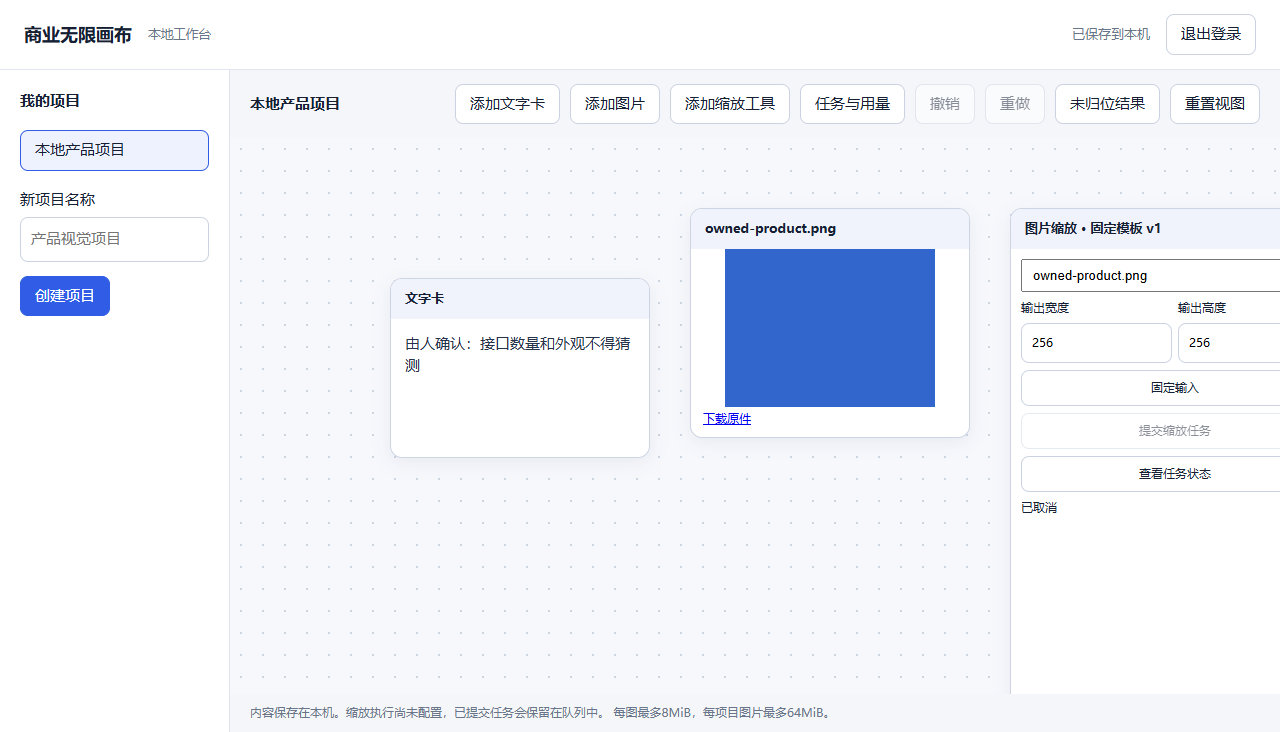 商业无限画布 本地工作台 已保存到本机 退出登录
我的项目
本地产品项目
新项目名称
产品视觉项目
创建项目
本地产品项目 添加文字卡 添加图片 添加缩放工具 任务与用量 撤销 重做 未归位结果 重置视图
文字卡
由人确认：接口数量和外观不得猜
测
owned-product.png
下载原件
图片缩放 • 固定模板 v1
owned-product.png
输出宽度 输出高度
256 256
固定输入
提交缩放任务
查看任务状态
已取消
内容保存在本机。缩放执行尚未配置，已提交任务会保留在队列中。 每图最多8MiB，每项目图片最多64MiB。